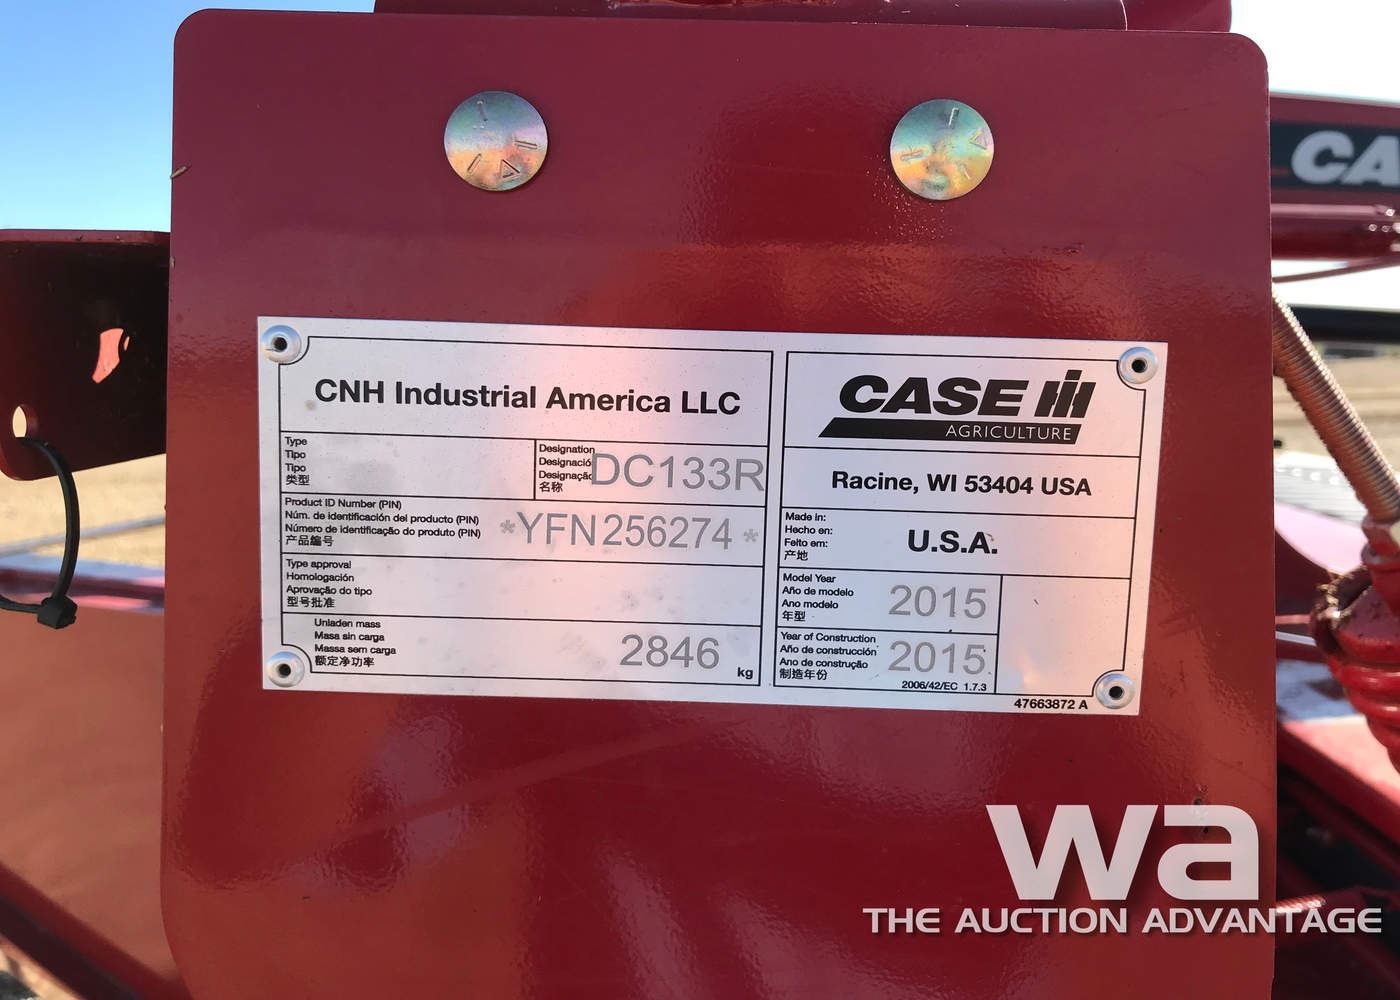 CA
CNH Industrial America LLC
Type
Tipo
Tipo
类型
Designation
Designació
Designaçã
名称
DC133R
Product ID Number (PIN)
Núm. de identificación del producto (PIN)
Número de identificação do produto (PIN)
产品编号
*YFN256274*
Type approval
Homologación
Aprovação do tipo
型号批准
Unladen mass
Masa sin carga
Massa sem carga
额定净功率
2846
kg
CASE IH
AGRICULTURE
Racine, WI 53404 USA
Made in:
Hecho en:
Feito em:
产地
U.S.A.
Model Year
Año de modelo
Ano modelo
年型
2015
Year of Construction
Año de construcción
Ano de construção
制造年份
2015
2006/42/EC 1.7.3
47663872 A
wa
THE AUCTION ADVANTAGE